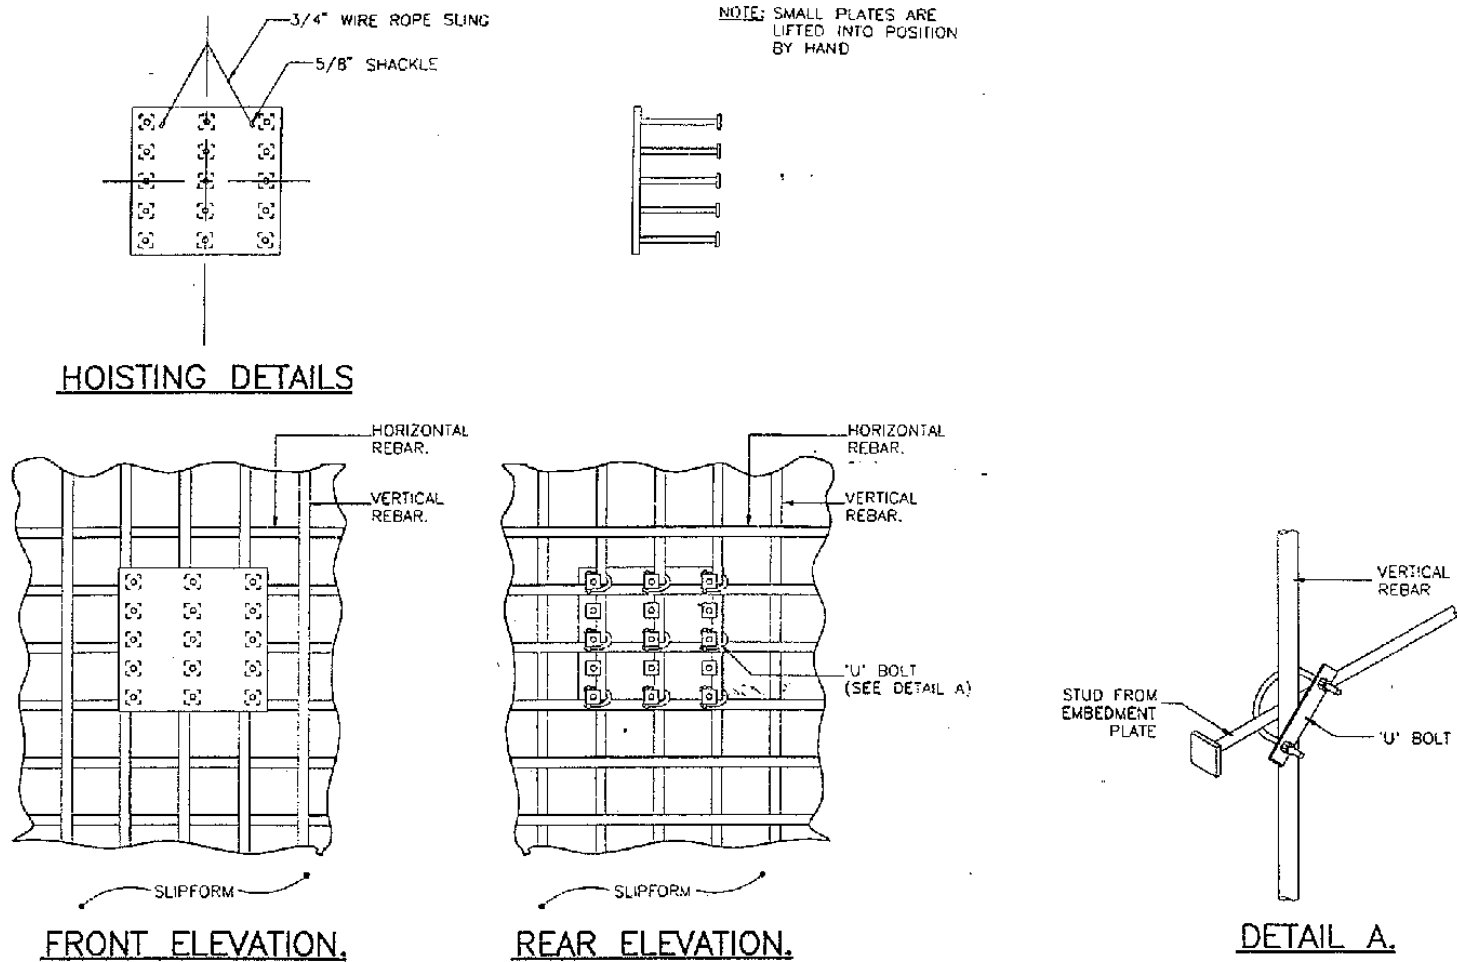 3/4" WIRE ROPE SLING
5/8" SHACKLE
NOTE: SMALL PLATES ARE
LIFTED INTO POSITION
BY HAND
HOISTING DETAILS
HORIZONTAL
REBAR.
VERTICAL
REBAR.
SLIPFORM
FRONT ELEVATION.
HORIZONTAL
REBAR.
VERTICAL
REBAR.
'U' BOLT
(SEE DETAIL A)
SLIPFORM
REAR ELEVATION.
VERTICAL
REBAR
STUD FROM
EMBEDMENT
PLATE
'U' BOLT
DETAIL A.